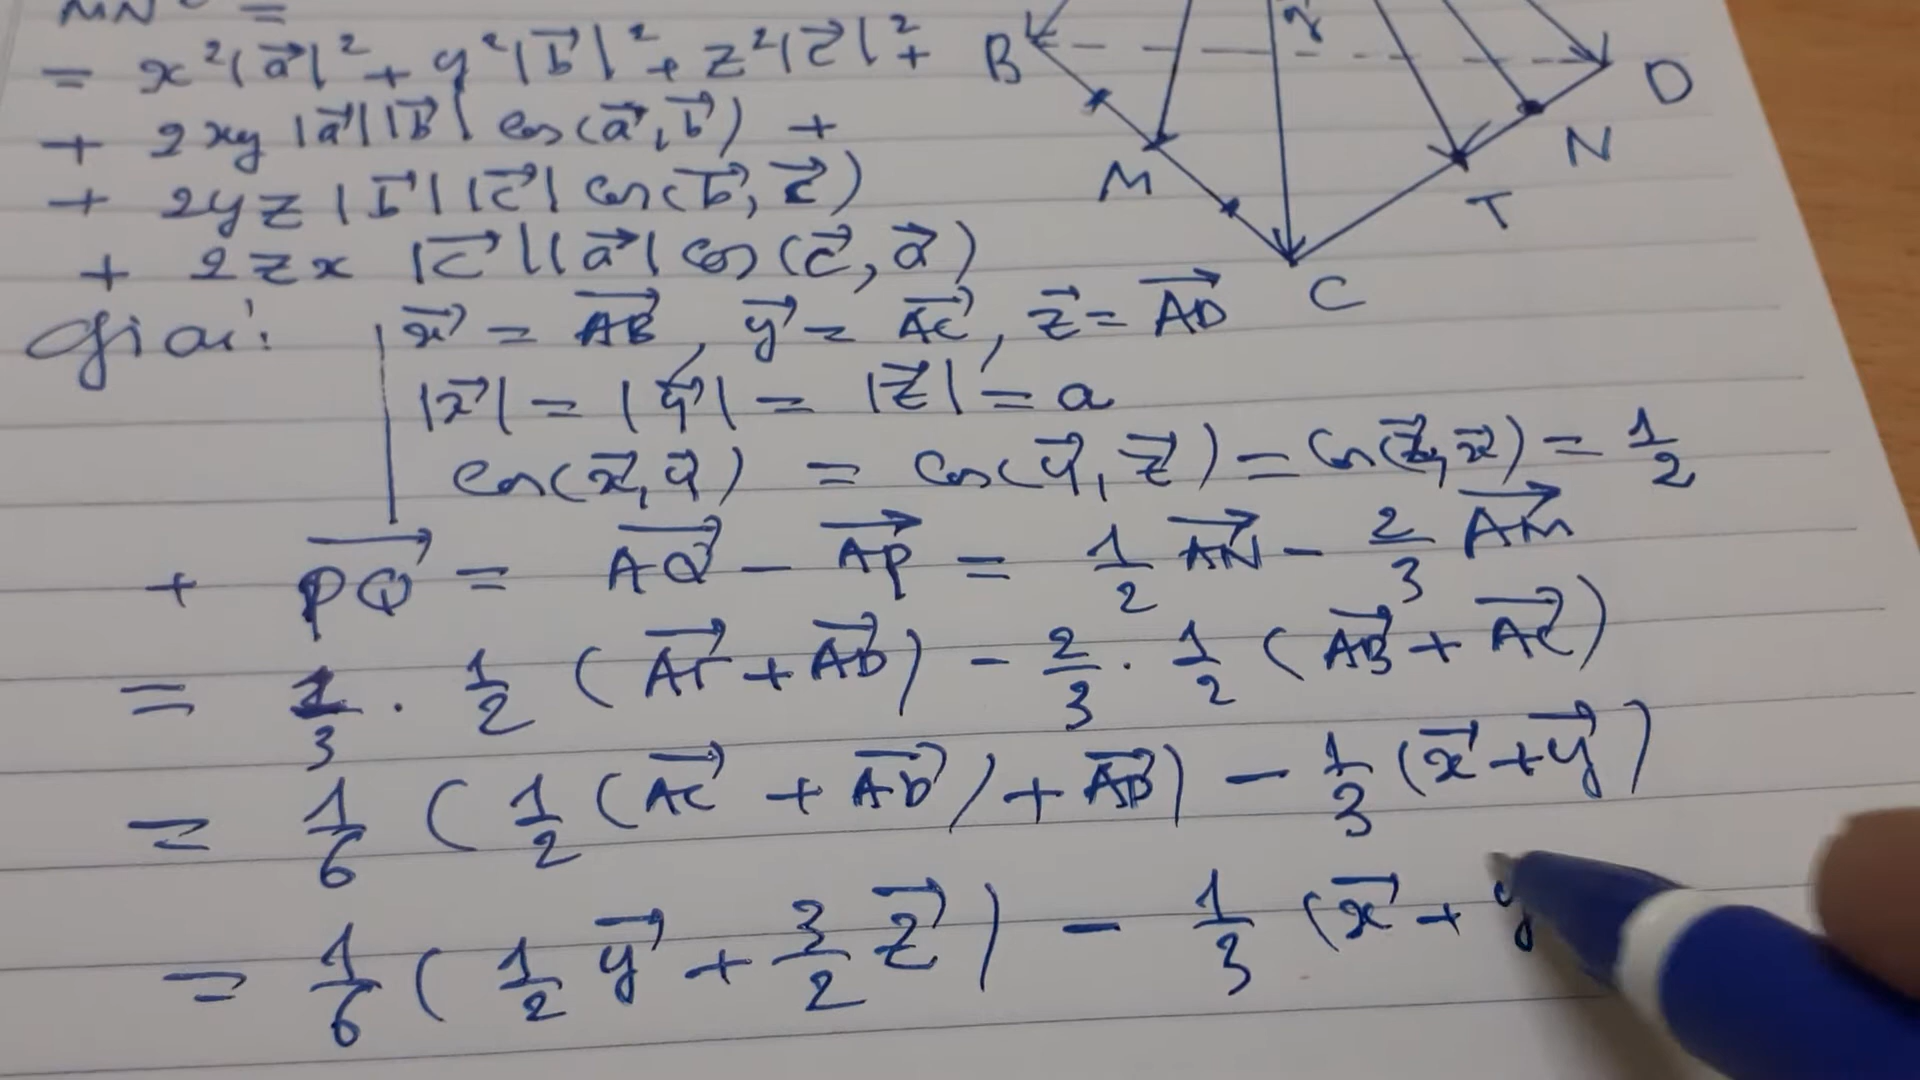 MN² =
= x²|a⃗|² + y²|b⃗|² + z²|c⃗|² +
+ 2xy |a⃗||b⃗| cos(a⃗, b⃗) +
+ 2yz |b⃗||c⃗| cos(b⃗, c⃗)
+ 2zx |c⃗||a⃗| cos(c⃗, a⃗)
B
D
M
N
T
C
Giải: x⃗ = AB⃗, y⃗ = AC⃗, z⃗ = AD⃗
|x⃗| = |y⃗| = |z⃗| = a
cos(x⃗, y⃗) = cos(y⃗, z⃗) = cos(z⃗, x⃗) = 1/2
+ PQ⃗ = AQ⃗ - AP⃗ = 1/2 AN⃗ - 2/3 AM⃗
= 1/3 . 1/2 (AT⃗ + AD⃗) - 2/3 . 1/2 (AB⃗ + AC⃗)
= 1/6 (1/2 (AC⃗ + AD⃗) + AD⃗) - 1/3 (x⃗ + y⃗)
= 1/6 (1/2 y⃗ + 3/2 z⃗) - 1/3 (x⃗ + y